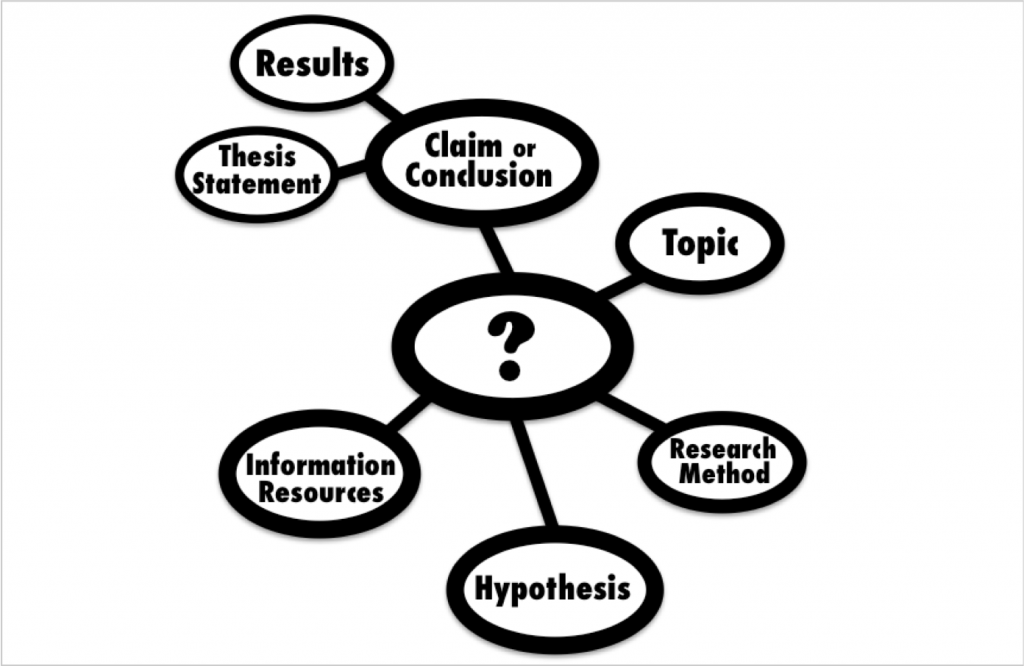 Results
Claim or
Conclusion
Thesis
Statement
Topic
?
Information
Resources
Research
Method
Hypothesis